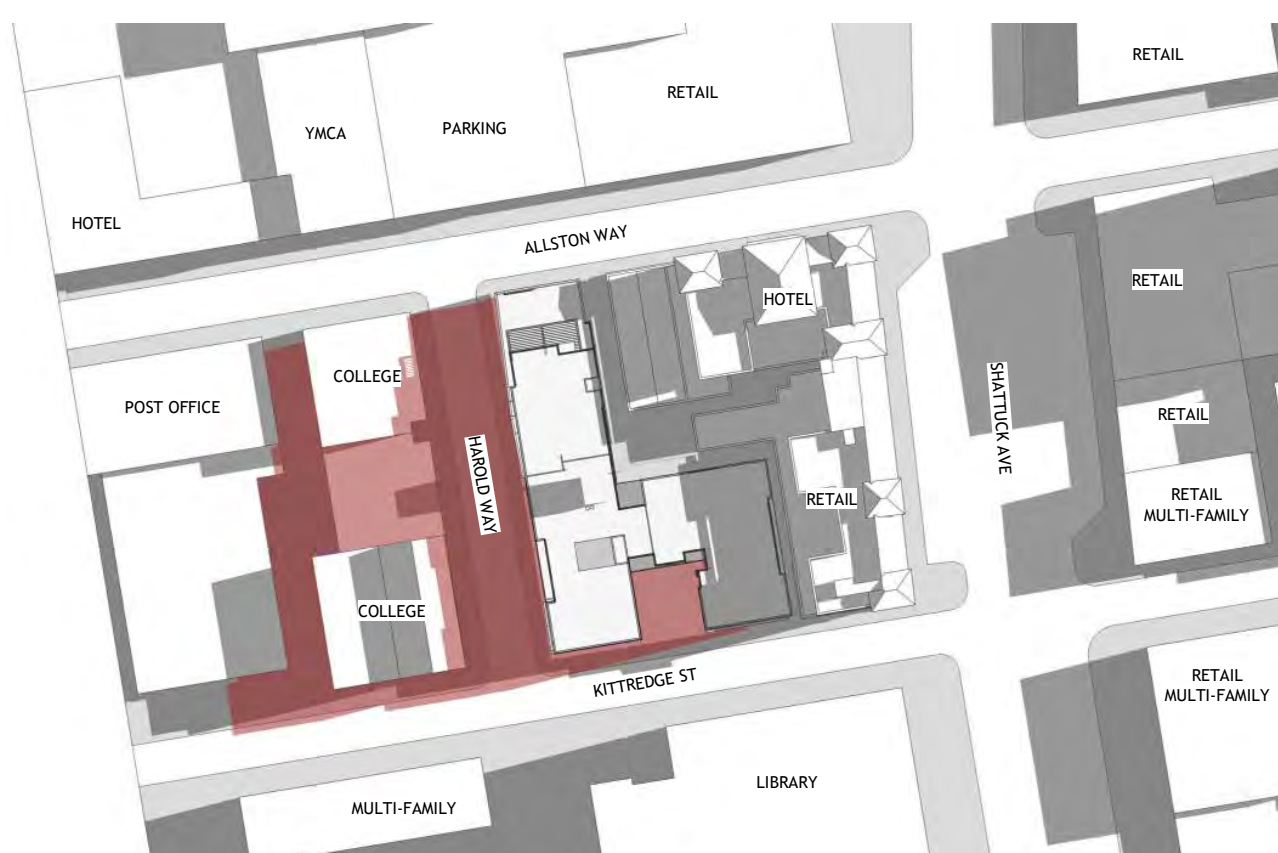 RETAIL
RETAIL
YMCA
PARKING
HOTEL
ALLSTON WAY
HOTEL
RETAIL
COLLEGE
POST OFFICE
SHATTUCK AVE
RETAIL
HAROLD WAY
RETAIL
RETAIL
MULTI-FAMILY
COLLEGE
KITTREDGE ST
RETAIL
MULTI-FAMILY
LIBRARY
MULTI-FAMILY